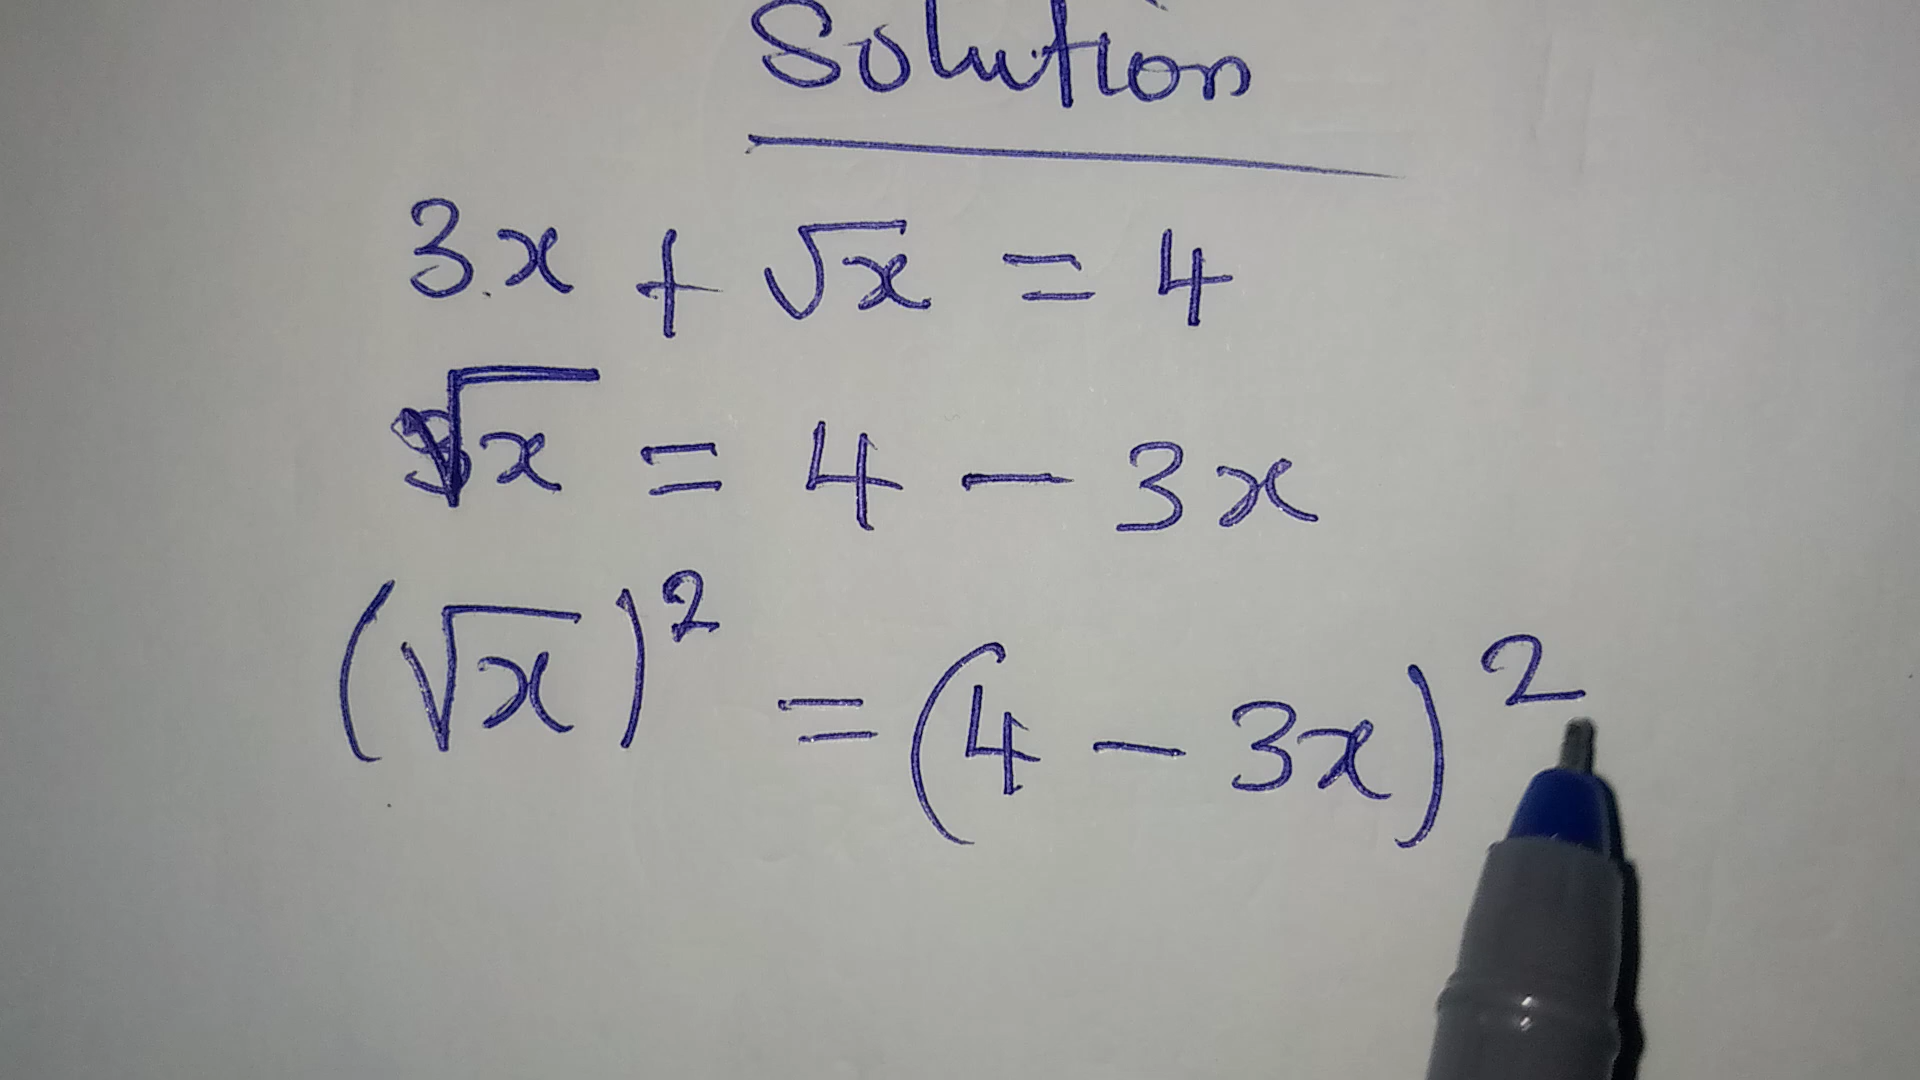 Solution
3x + √x = 4
√x = 4 - 3x
(√x)² = (4 - 3x)²